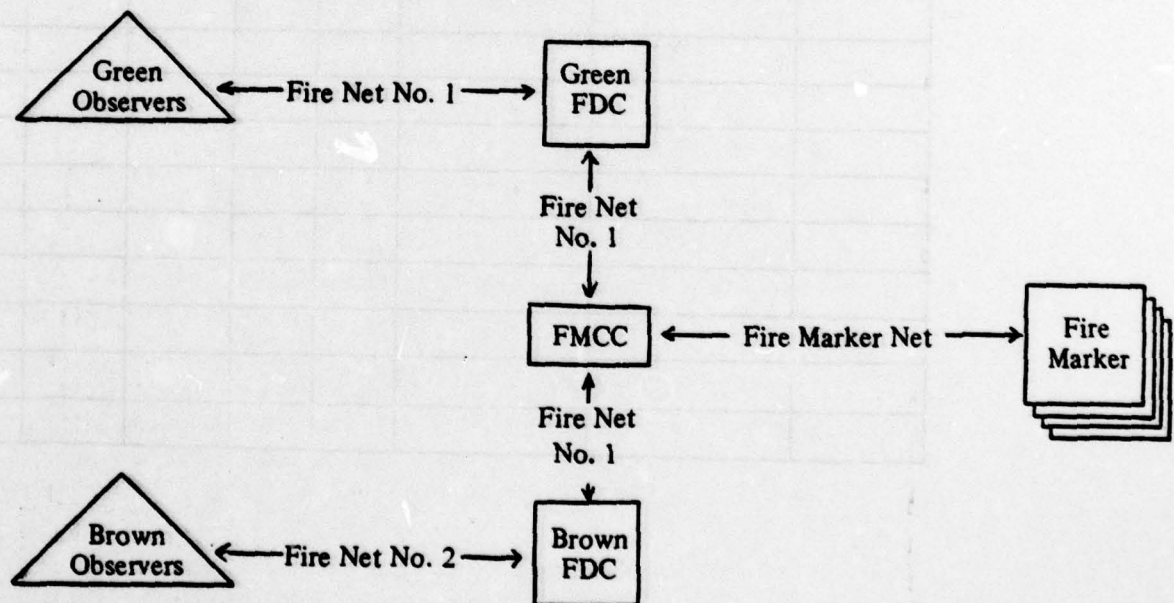 Green
Observers
Fire Net No. 1
Green
FDC
Fire Net
No. 1
FMCC
Fire Marker Net
Fire
Marker
Fire Net
No. 1
Brown
Observers
Fire Net No. 2
Brown
FDC